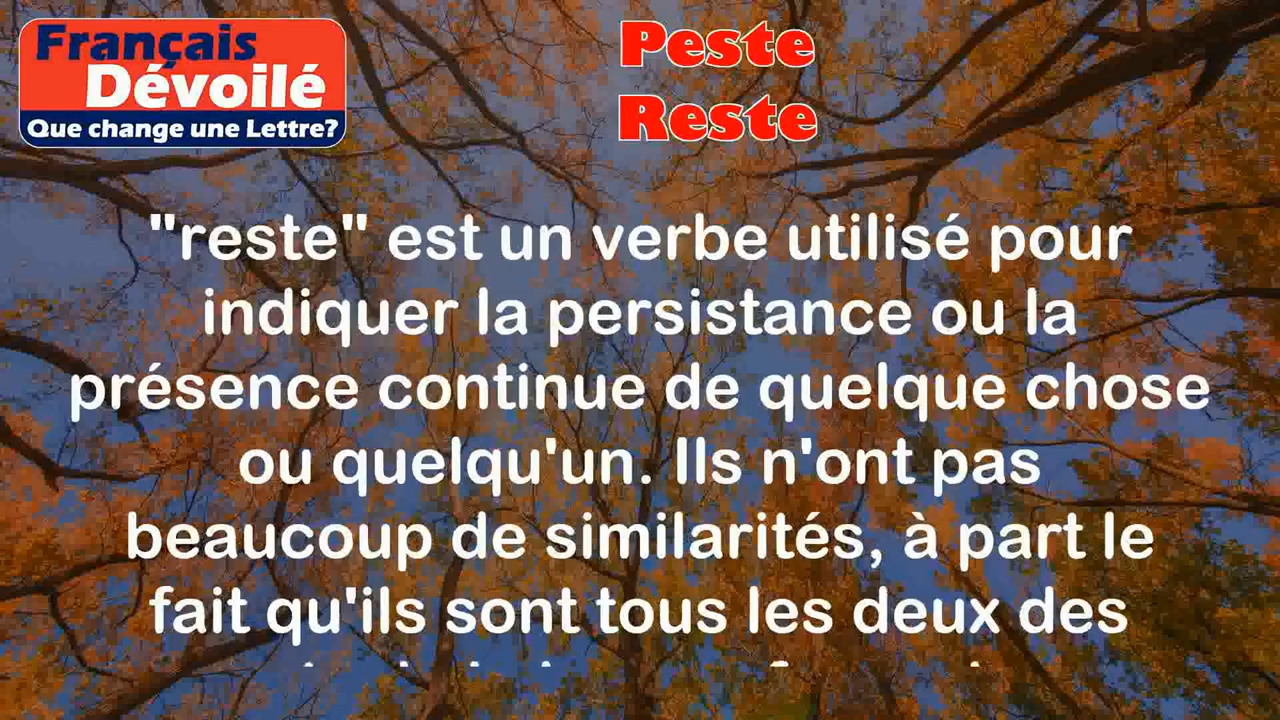 Français
Dévoilé
Que change une Lettre?
Peste
Reste
"reste" est un verbe utilisé pour
indiquer la persistance ou la
présence continue de quelque chose
ou quelqu'un. Ils n'ont pas
beaucoup de similarités, à part le
fait qu'ils sont tous les deux des